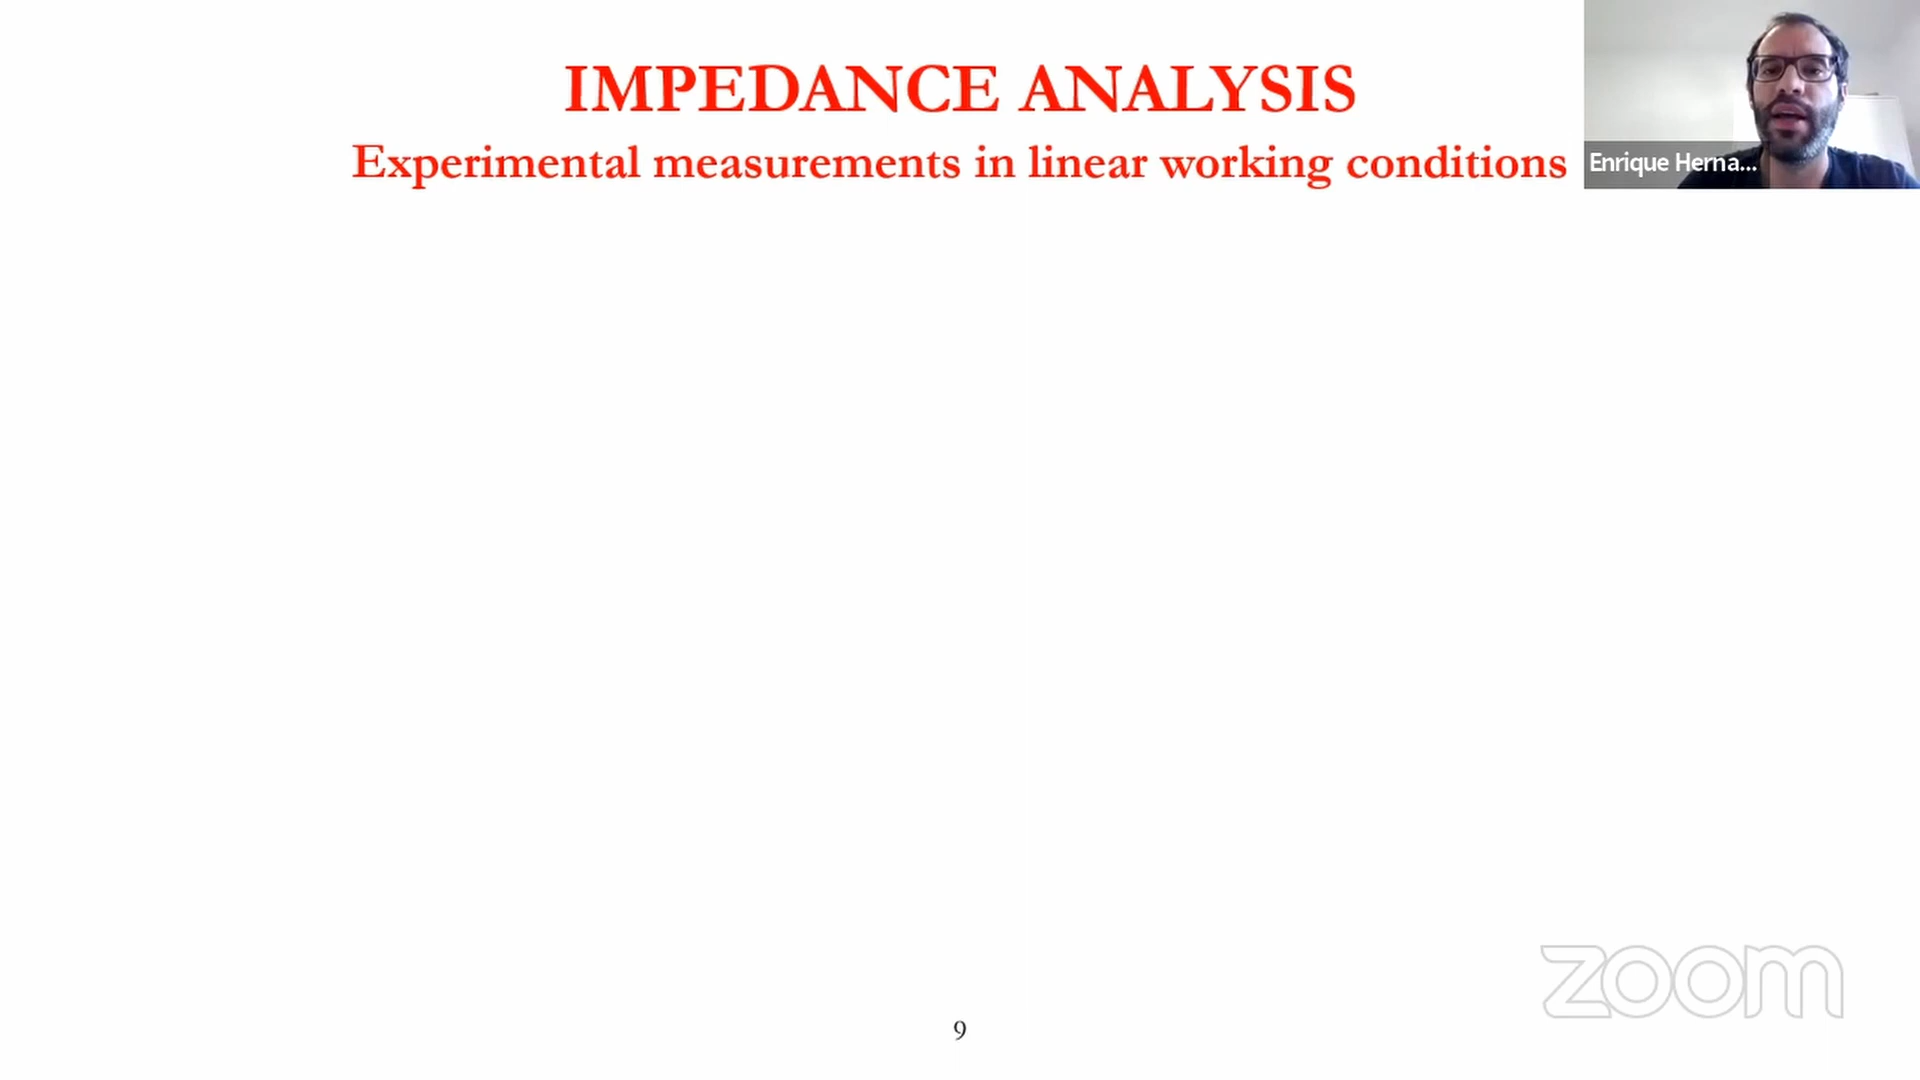 IMPEDANCE ANALYSIS
Experimental measurements in linear working conditions
Enrique Herna...
zoom
9